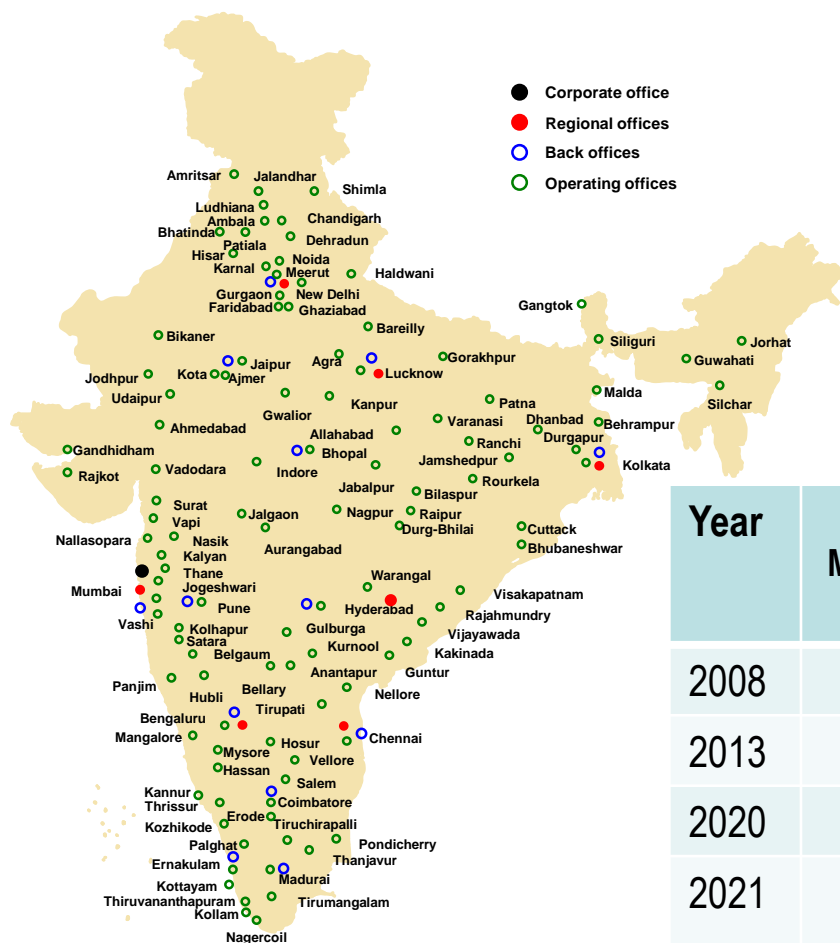 Corporate office
Regional offices
Back offices
Operating offices
Amritsar
Jalandhar
Shimla
Ludhiana
Ambala
Chandigarh
Bhatinda
Patiala
Dehradun
Hisar
Noida
Karnal
Meerut
Haldwani
Gurgaon
New Delhi
Faridabad
Ghaziabad
Gangtok
Bikaner
Bareilly
Siliguri
Jorhat
Jaipur
Agra
Gorakhpur
Guwahati
Jodhpur
Kota
Ajmer
Lucknow
Udaipur
Kanpur
Patna
Malda
Silchar
Gwalior
Varanasi
Dhanbad
Behrampur
Ahmedabad
Allahabad
Ranchi
Durgapur
Gandhidham
Bhopal
Jamshedpur
Kolkata
Rajkot
Vadodara
Indore
Rourkela
Jabalpur
Bilaspur
Surat
Jalgaon
Nagpur
Raipur
Vapi
Durg-Bhilai
Cuttack
Nallasopara
Nasik
Aurangabad
Bhubaneshwar
Kalyan
Thane
Warangal
Mumbai
Jogeshwari
Visakapatnam
Pune
Hyderabad
Rajahmundry
Vashi
Kolhapur
Gulburga
Vijayawada
Satara
Kurnool
Kakinada
Belgaum
Guntur
Panjim
Anantapur
Hubli
Bellary
Nellore
Tirupati
Bengaluru
Mangalore
Hosur
Chennai
Mysore
Vellore
Hassan
Salem
Kannur
Coimbatore
Thrissur
Erode
Kozhikode
Tiruchirapalli
Palghat
Pondicherry
Ernakulam
Thanjavur
Kottayam
Madurai
Thiruvananthapuram
Tirumangalam
Kollam
Nagercoil
Year
M
2008
2013
2020
2021